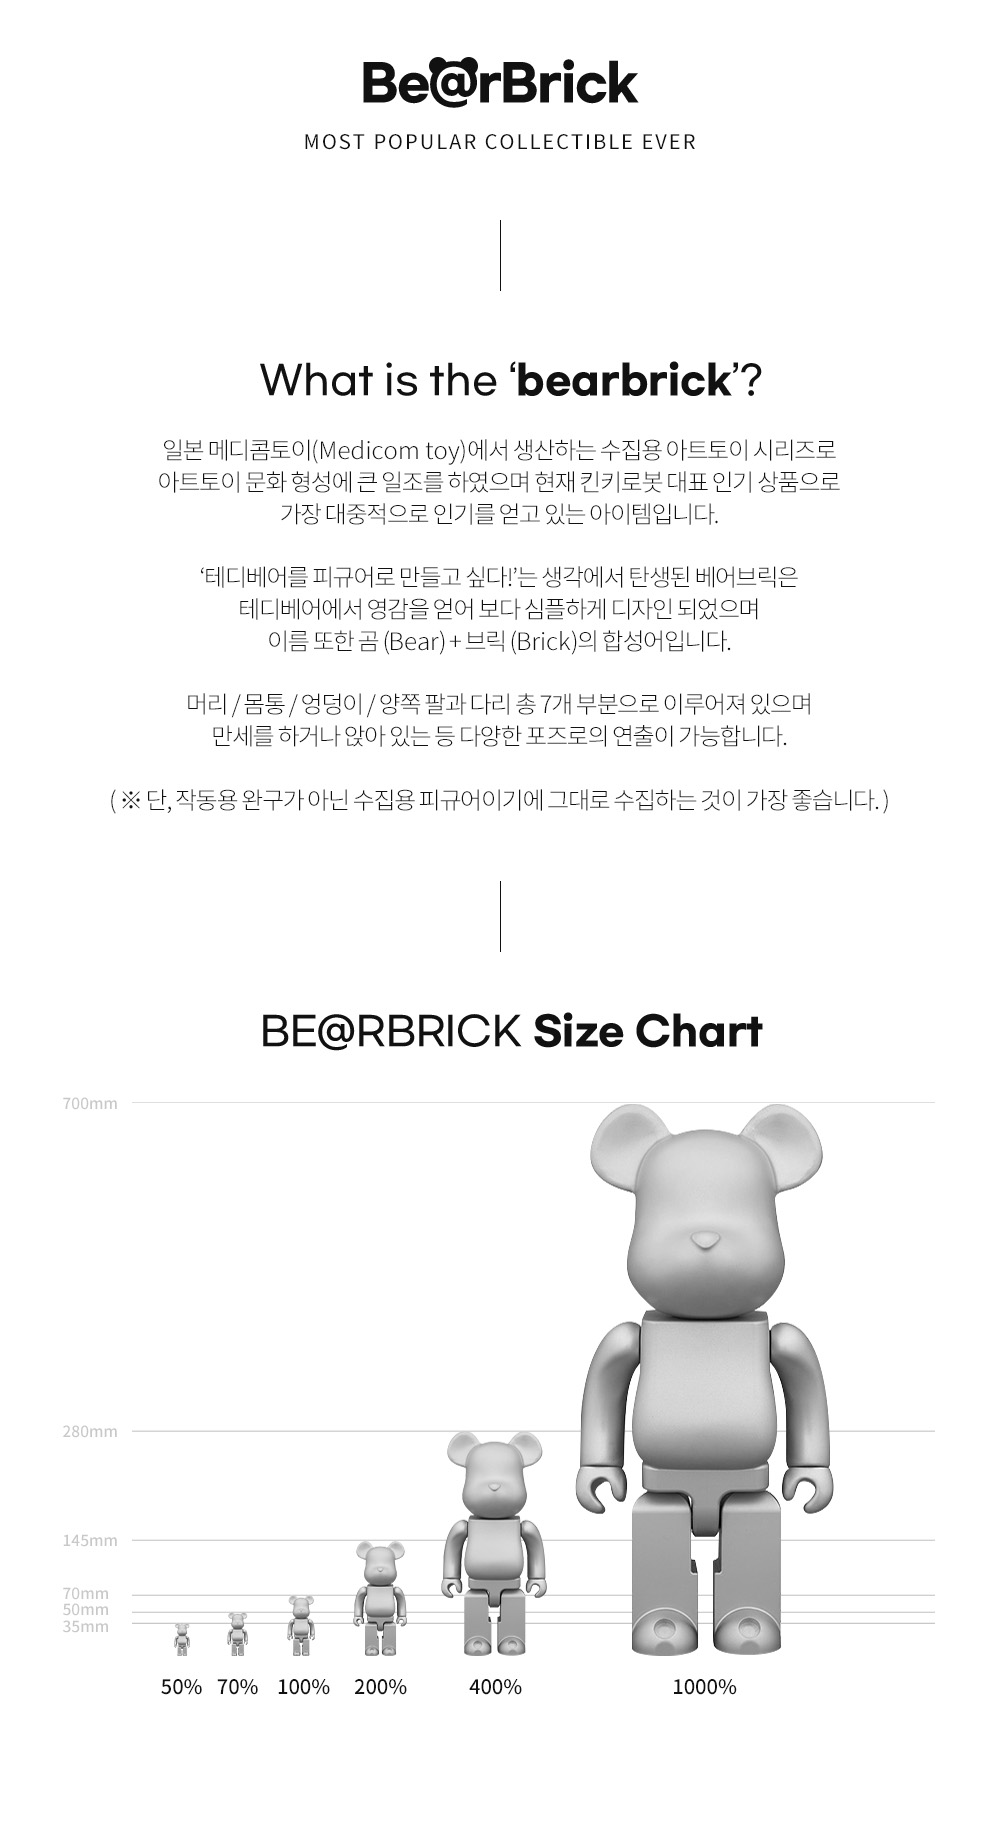 Be@rBrick
MOST POPULAR COLLECTIBLE EVER
What is the ‘bearbrick’?
일본 메디콤토이(Medicom toy)에서 생산하는 수집용 아트토이 시리즈로
아트토이 문화 형성에 큰 일조를 하였으며 현재 킨키로봇 대표 인기 상품으로
가장 대중적으로 인기를 얻고 있는 아이템입니다.
‘테디베어를 피규어로 만들고 싶다!’는 생각에서 탄생된 베어브릭은
테디베어에서 영감을 얻어 보다 심플하게 디자인 되었으며
이름 또한 곰 (Bear) + 브릭 (Brick)의 합성어입니다.
머리 / 몸통 / 엉덩이 / 양쪽 팔과 다리 총 7개 부분으로 이루어져 있으며
만세를 하거나 앉아 있는 등 다양한 포즈로의 연출이 가능합니다.
( ※ 단, 작동용 완구가 아닌 수집용 피규어이기에 그대로 수집하는 것이 가장 좋습니다. )
BE@RBRICK Size Chart
700mm
280mm
145mm
70mm
50mm
35mm
50% 70% 100% 200% 400% 1000%